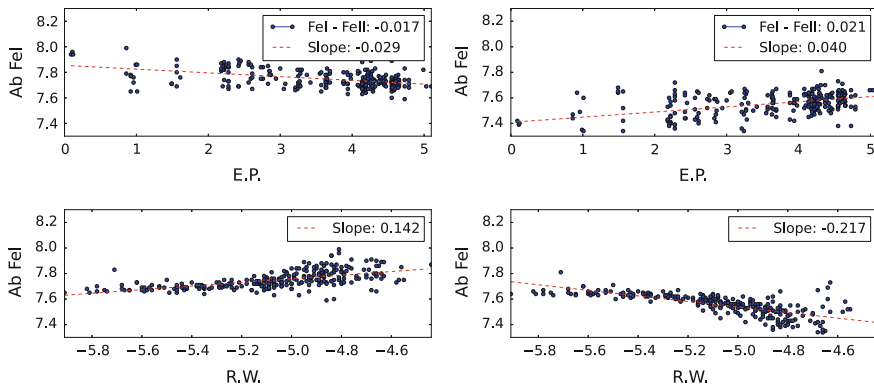 Ab FeI
8.2
8.0
7.8
7.6
7.4
FeI - FeII: -0.017
Slope: -0.029
0 1 2 3 4 5
E.P.
Ab FeI
8.2
8.0
7.8
7.6
7.4
FeI - FeII: 0.021
Slope: 0.040
0 1 2 3 4 5
E.P.
Ab FeI
8.2
8.0
7.8
7.6
7.4
Slope: 0.142
−5.8 −5.6 −5.4 −5.2 −5.0 −4.8 −4.6
R.W.
Ab FeI
8.2
8.0
7.8
7.6
7.4
Slope: -0.217
−5.8 −5.6 −5.4 −5.2 −5.0 −4.8 −4.6
R.W.